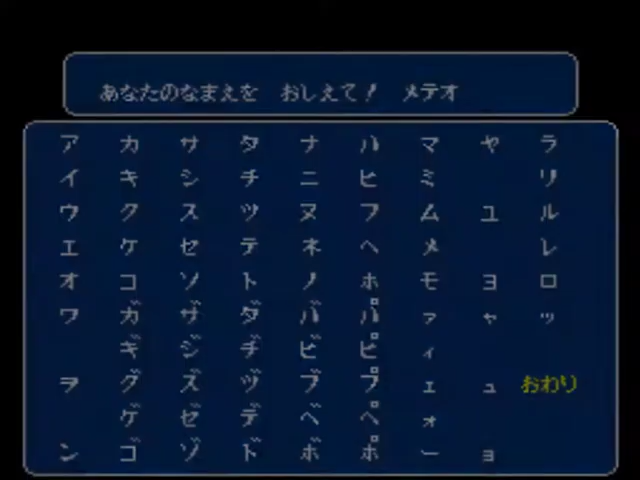 あなたのなまえを　おしえて！　メテオ
ア カ サ タ ナ ハ マ ヤ ラ
イ キ シ チ ニ ヒ ミ リ
ウ ク ス ツ ヌ フ ム ユ ル
エ ケ セ テ ネ ヘ メ レ
オ コ ソ ト ノ ホ モ ヨ ロ
ワ ガ ザ ダ バ パ ァ ャ ッ
ギ ジ ヂ ビ ピ ィ
ヲ グ ズ ヅ ブ プ ェ ュ おわり
ゲ ゼ デ ベ ペ ォ
ン ゴ ゾ ド ボ ポ ー ョ